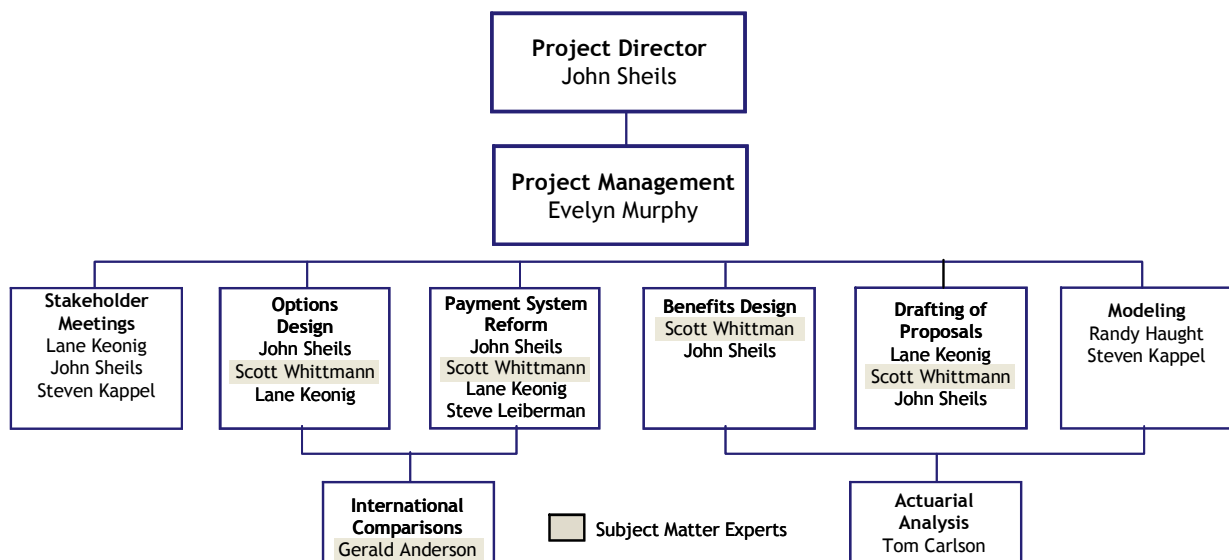 Project Director
John Sheils
Project Management
Evelyn Murphy
Stakeholder
Meetings
Lane Keonig
John Sheils
Steven Kappel
Options
Design
John Sheils
Scott Whittmann
Lane Keonig
Payment System
Reform
John Sheils
Scott Whittmann
Lane Keonig
Steve Leiberman
Benefits Design
Scott Whittman
John Sheils
Drafting of
Proposals
Lane Keonig
Scott Whittmann
John Sheils
Modeling
Randy Haught
Steven Kappel
International
Comparisons
Gerald Anderson
Subject Matter Experts
Actuarial
Analysis
Tom Carlson